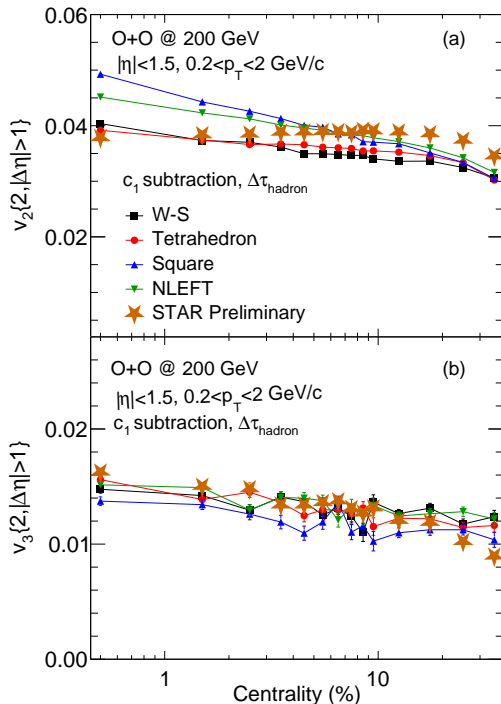 0.06
O+O @ 200 GeV
(a)
|η|<1.5, 0.2<p_T<2 GeV/c
v_2{2,|Δη|>1}
0.04
c_1 subtraction, Δτ_hadron
W-S
Tetrahedron
Square
NLEFT
STAR Preliminary
0.02
O+O @ 200 GeV
(b)
|η|<1.5, 0.2<p_T<2 GeV/c
c_1 subtraction, Δτ_hadron
v_3{2,|Δη|>1}
0.02
0.01
0.00
1
10
Centrality (%)